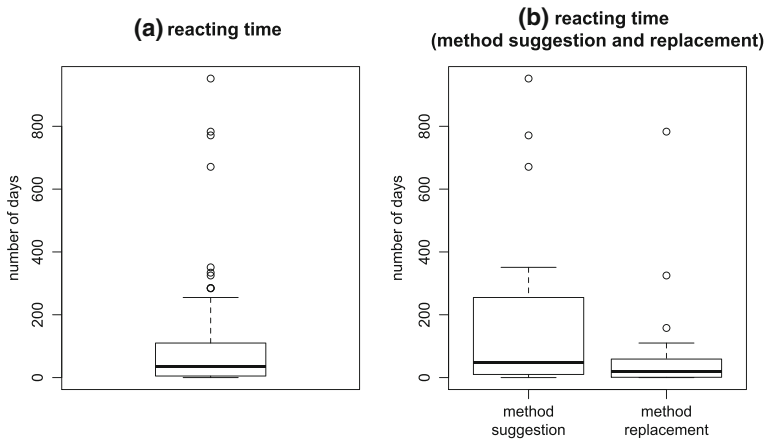 (a) reacting time
number of days
0
200
400
600
800
(b) reacting time
(method suggestion and replacement)
number of days
0
200
400
600
800
method
suggestion
method
replacement